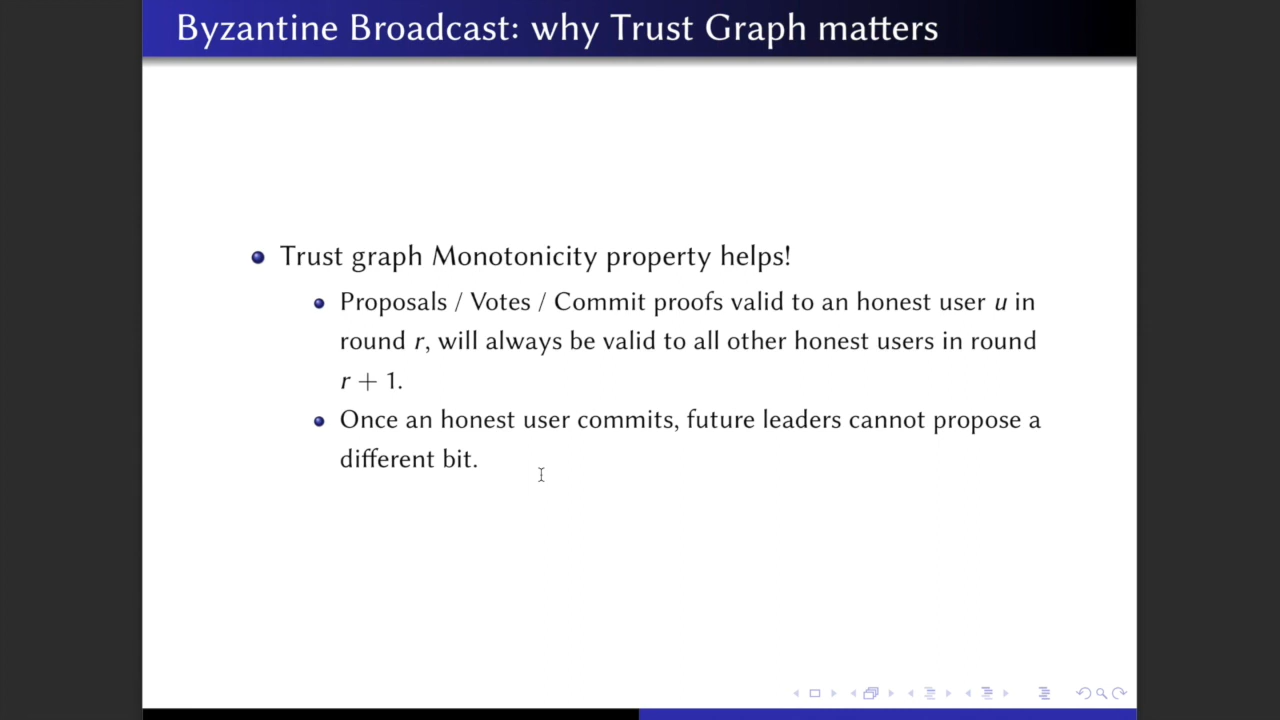 Byzantine Broadcast: why Trust Graph matters
Trust graph Monotonicity property helps!
Proposals / Votes / Commit proofs valid to an honest user u in
round r, will always be valid to all other honest users in round
r + 1.
Once an honest user commits, future leaders cannot propose a
different bit.